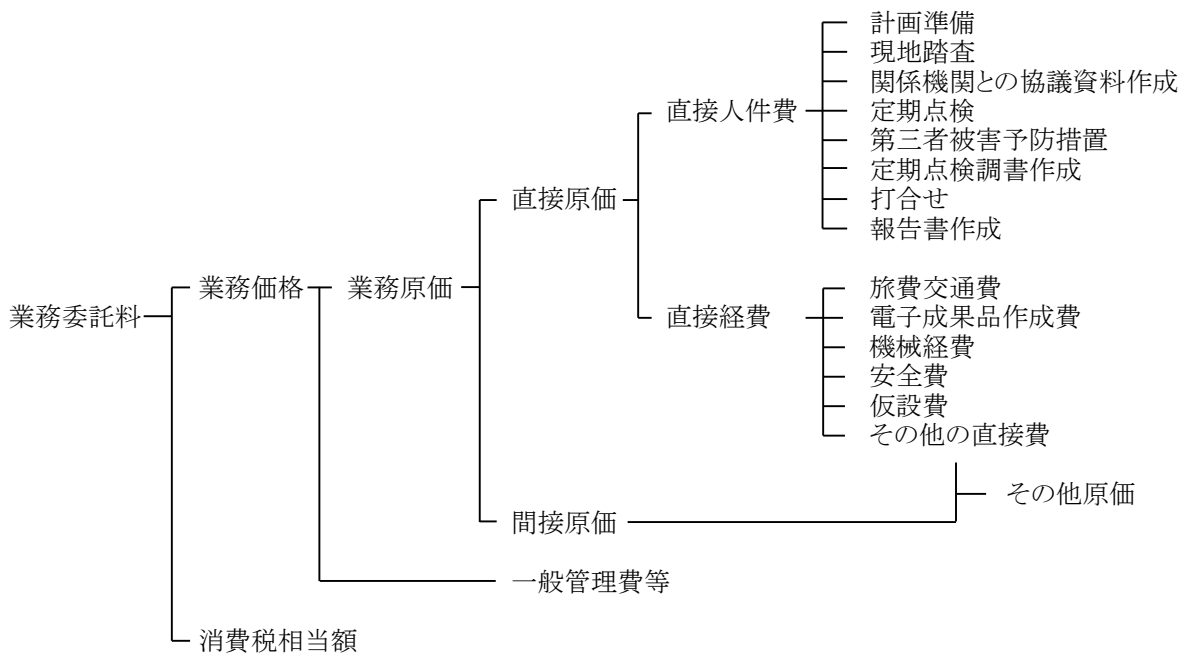 計画準備
現地踏査
関係機関との協議資料作成
直接人件費
定期点検
第三者被害予防措置
定期点検調書作成
直接原価
打合せ
報告書作成
業務委託料
業務価格
業務原価
旅費交通費
直接経費
電子成果品作成費
機械経費
安全費
仮設費
その他の直接費
その他原価
間接原価
一般管理費等
消費税相当額